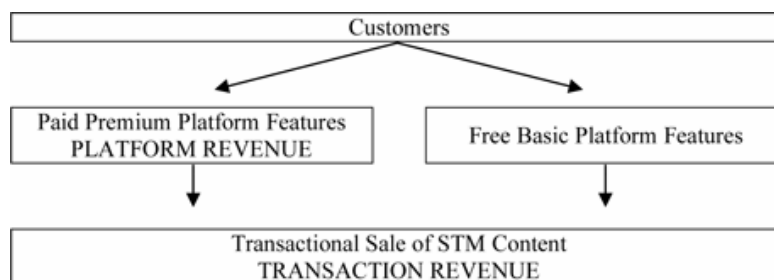 Customers
Paid Premium Platform Features
PLATFORM REVENUE
Free Basic Platform Features
Transactional Sale of STM Content
TRANSACTION REVENUE